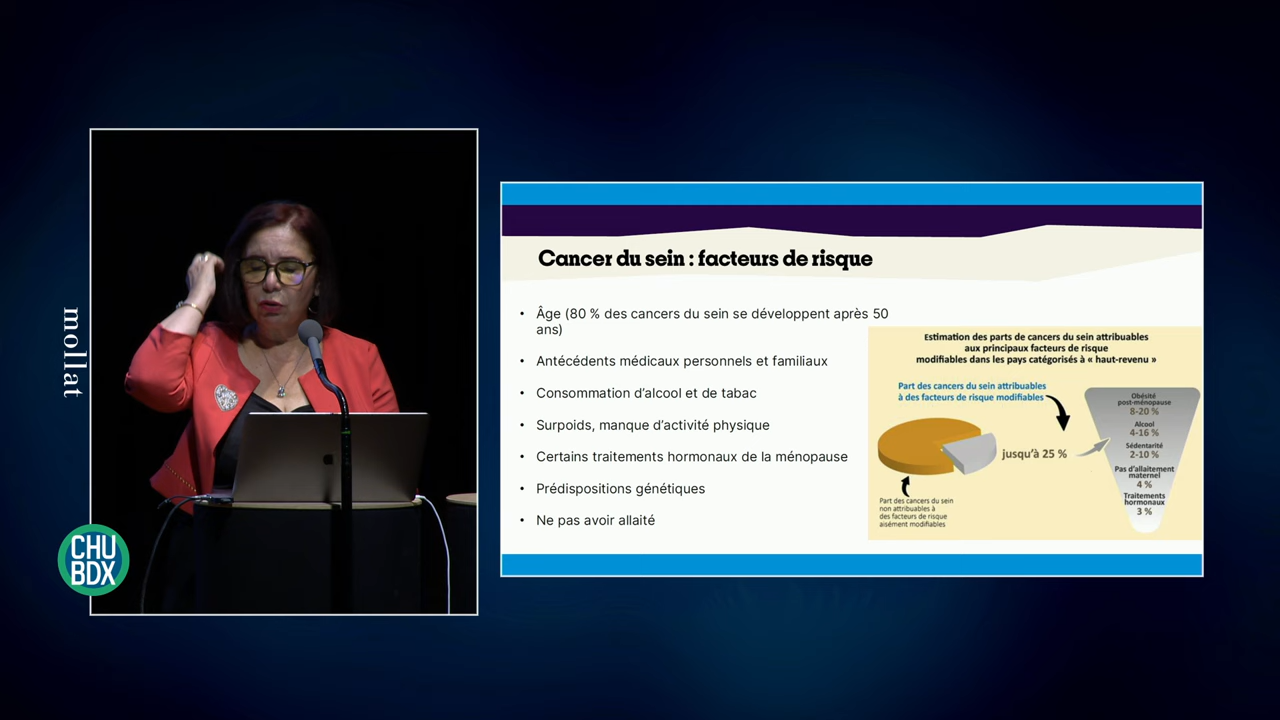 mollat
CHU
BDX
Cancer du sein : facteurs de risque
• Âge (80 % des cancers du sein se développent après 50
ans)
• Antécédents médicaux personnels et familiaux
• Consommation d'alcool et de tabac
• Surpoids, manque d'activité physique
• Certains traitements hormonaux de la ménopause
• Prédispositions génétiques
• Ne pas avoir allaité
Estimation des parts de cancers du sein attribuables
aux principaux facteurs de risque
modifiables dans les pays catégorisés à « haut-revenu »
Part des cancers du sein attribuables
à des facteurs de risque modifiables
jusqu'à 25 %
Part des cancers du sein
non attribuables à
des facteurs de risque
aisément modifiables
Obésité
post-ménopause
8-20 %
Alcool
4-16 %
Sédentarité
2-10 %
Pas d'allaitement
maternel
4 %
Traitements
hormonaux
3 %